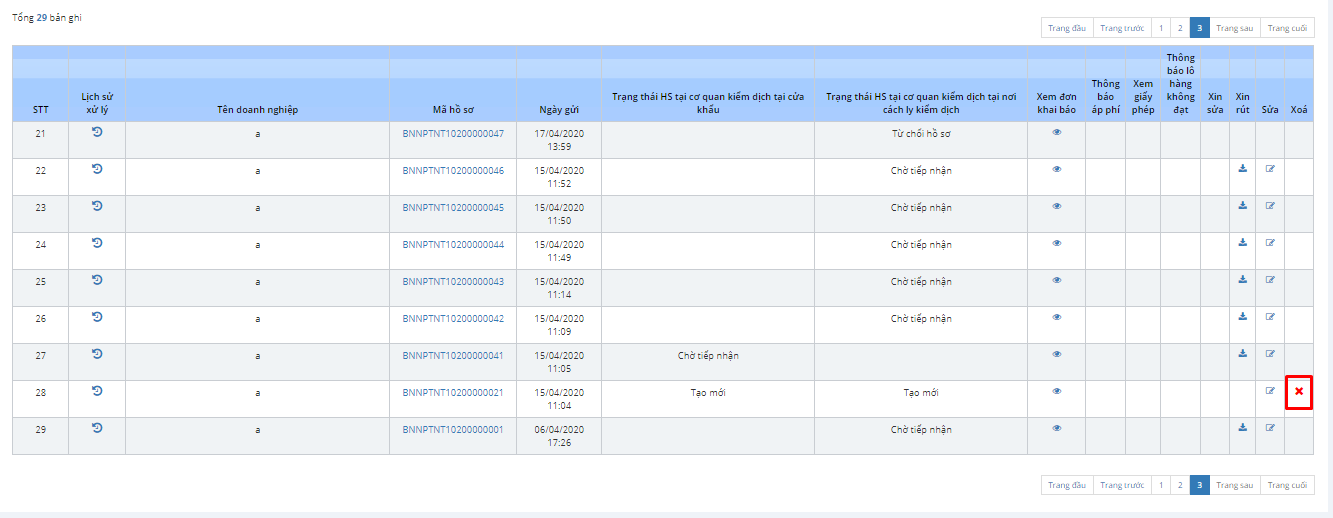 Tổng 29 bản ghi
Trang đầu Trang trước 1 2 3 Trang sau Trang cuối
STT Lịch sử xử lý Tên doanh nghiệp Mã hồ sơ Ngày gửi Trạng thái HS tại cơ quan kiểm dịch tại cửa khẩu Trạng thái HS tại cơ quan kiểm dịch tại nơi cách ly kiểm dịch Xem đơn khai báo Thông báo áp phí Xem giấy phép Thông báo lô hàng không đạt Xin sửa Xin rút Sửa Xoá
21 a BNNPTNT10200000047 17/04/2020 13:59 Từ chối hồ sơ
22 a BNNPTNT10200000046 15/04/2020 11:52 Chờ tiếp nhận
23 a BNNPTNT10200000045 15/04/2020 11:50 Chờ tiếp nhận
24 a BNNPTNT10200000044 15/04/2020 11:49 Chờ tiếp nhận
25 a BNNPTNT10200000043 15/04/2020 11:14 Chờ tiếp nhận
26 a BNNPTNT10200000042 15/04/2020 11:09 Chờ tiếp nhận
27 a BNNPTNT10200000041 15/04/2020 11:05 Chờ tiếp nhận
28 a BNNPTNT10200000021 15/04/2020 11:04 Tạo mới Tạo mới
29 a BNNPTNT10200000001 06/04/2020 17:26 Chờ tiếp nhận
Trang đầu Trang trước 1 2 3 Trang sau Trang cuối